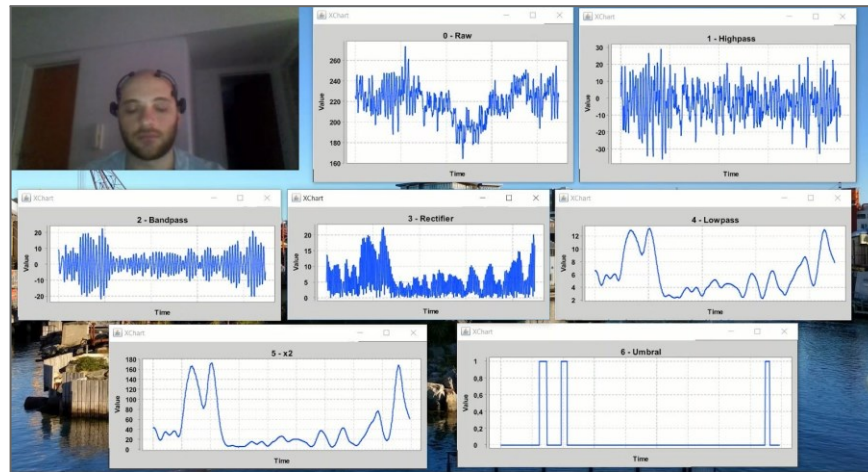 XChart
0 - Raw
260
240
220
200
180
160
Value
Time
XChart
1 - Highpass
30
20
10
0
-10
-20
-30
Value
Time
XChart
2 - Bandpass
20
10
0
-10
-20
Value
Time
XChart
3 - Rectifier
20
15
10
5
0
Value
Time
XChart
4 - Lowpass
12
10
8
6
4
2
Value
Time
XChart
5 - x2
180
160
140
120
100
80
60
40
20
0
Value
Time
XChart
6 - Umbral
1
0,8
0,6
0,4
0,2
0
Value
Time